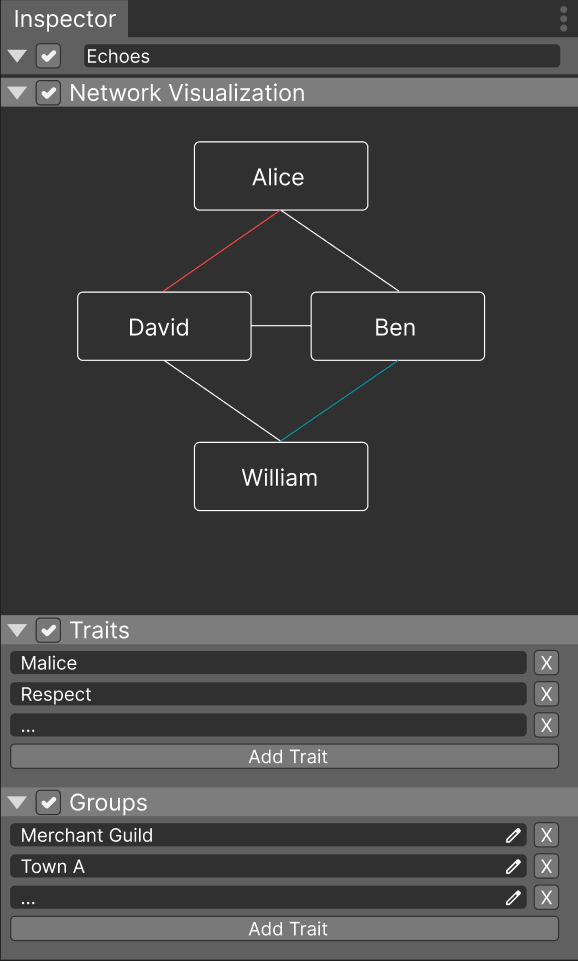 Inspector
Echoes
Network Visualization
Alice
David Ben
William
Traits
Malice X
Respect X
... X
Add Trait
Groups
Merchant Guild X
Town A X
... X
Add Trait